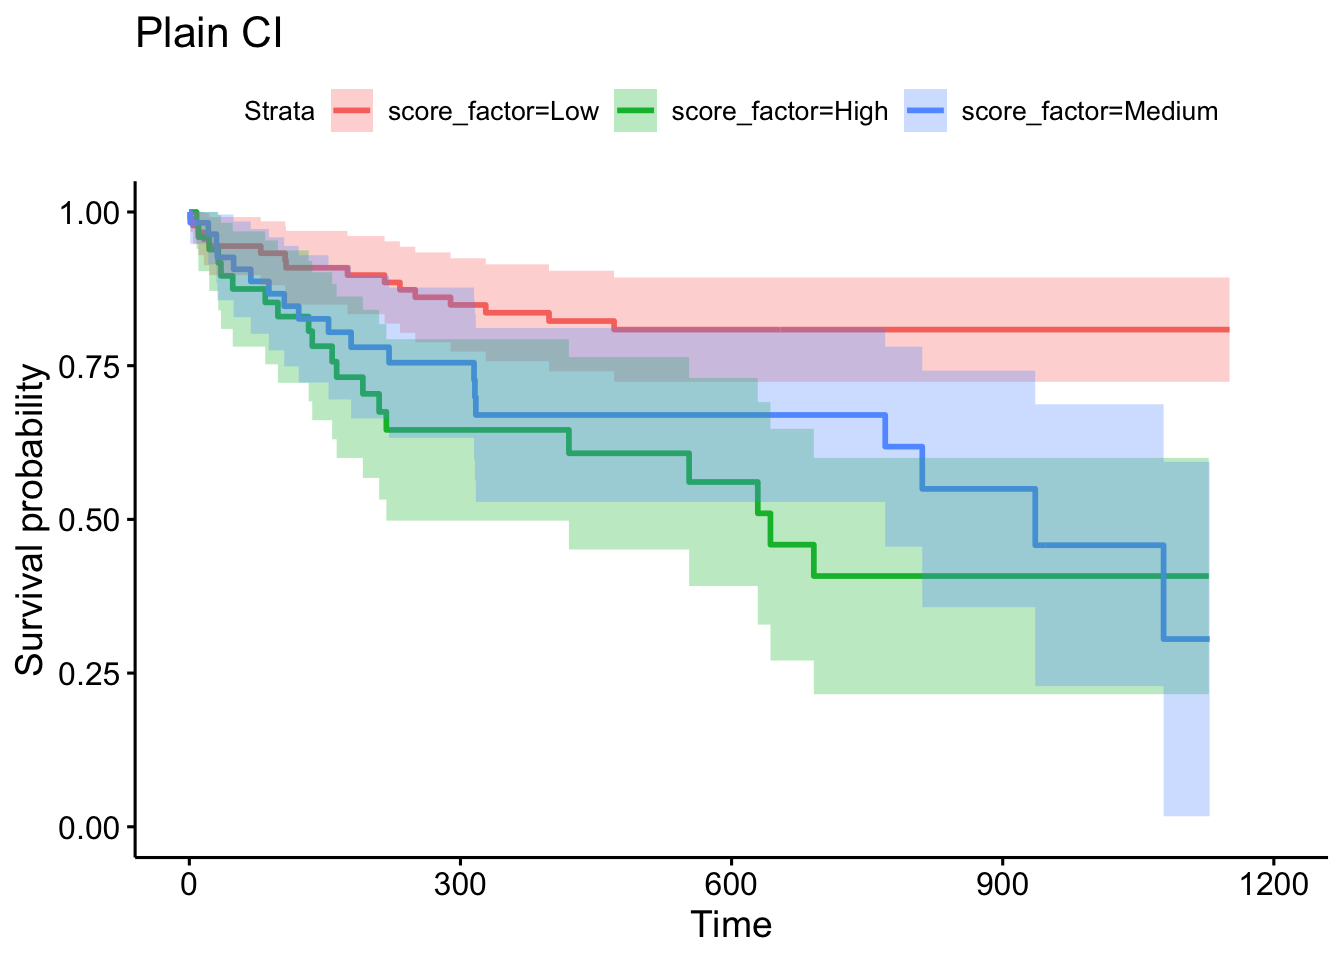 Plain CI
Strata score_factor=Low score_factor=High score_factor=Medium
1.00
0.75
0.50
0.25
0.00
Survival probability
0 300 600 900 1200
Time